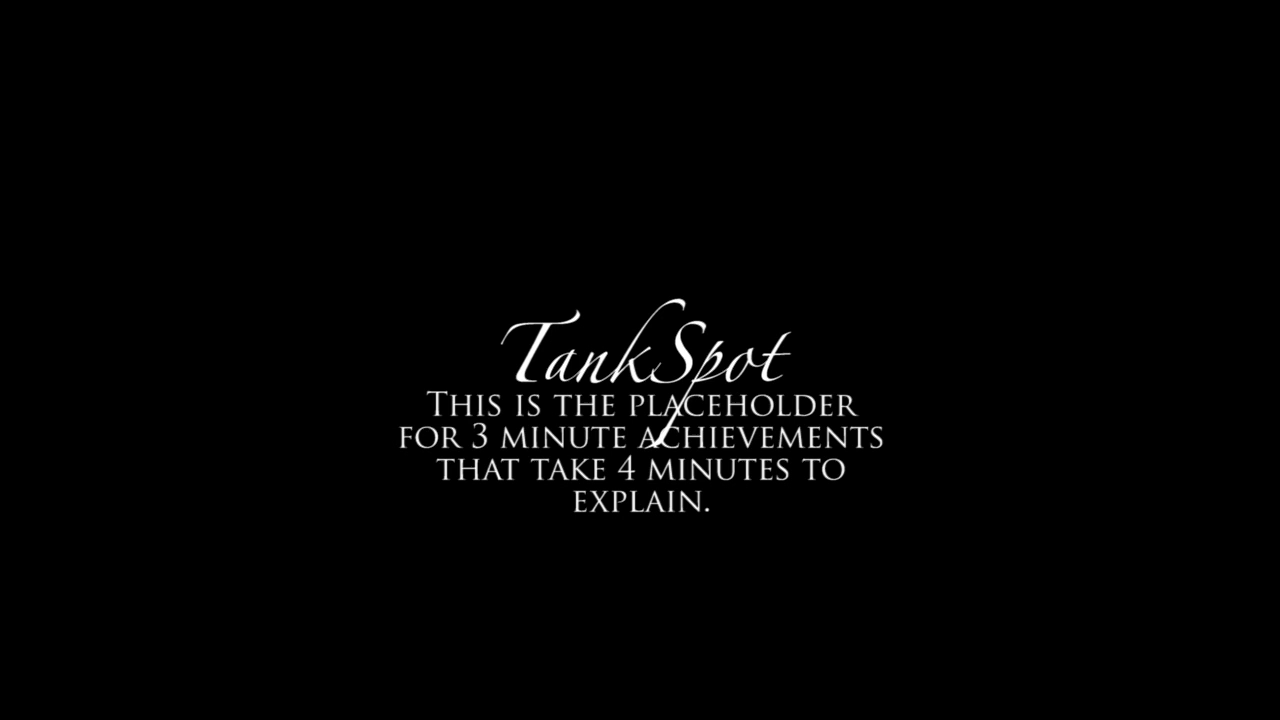 TankSpot
This is the placeholder
for 3 minute achievements
that take 4 minutes to
explain.